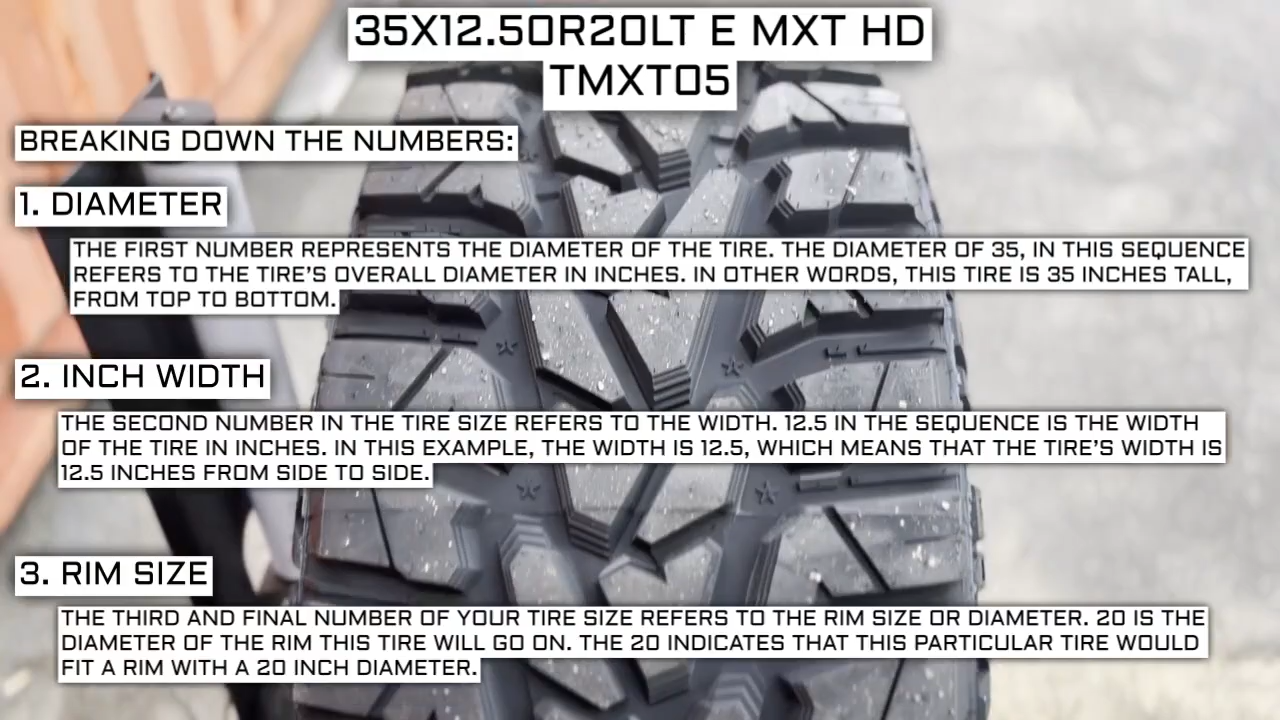 35X12.50R20LT E MXT HD
TMXT05
BREAKING DOWN THE NUMBERS:
1. DIAMETER
THE FIRST NUMBER REPRESENTS THE DIAMETER OF THE TIRE. THE DIAMETER OF 35, IN THIS SEQUENCE
REFERS TO THE TIRE'S OVERALL DIAMETER IN INCHES. IN OTHER WORDS, THIS TIRE IS 35 INCHES TALL,
FROM TOP TO BOTTOM.
2. INCH WIDTH
THE SECOND NUMBER IN THE TIRE SIZE REFERS TO THE WIDTH. 12.5 IN THE SEQUENCE IS THE WIDTH
OF THE TIRE IN INCHES. IN THIS EXAMPLE, THE WIDTH IS 12.5, WHICH MEANS THAT THE TIRE'S WIDTH IS
12.5 INCHES FROM SIDE TO SIDE.
3. RIM SIZE
THE THIRD AND FINAL NUMBER OF YOUR TIRE SIZE REFERS TO THE RIM SIZE OR DIAMETER. 20 IS THE
DIAMETER OF THE RIM THIS TIRE WILL GO ON. THE 20 INDICATES THAT THIS PARTICULAR TIRE WOULD
FIT A RIM WITH A 20 INCH DIAMETER.